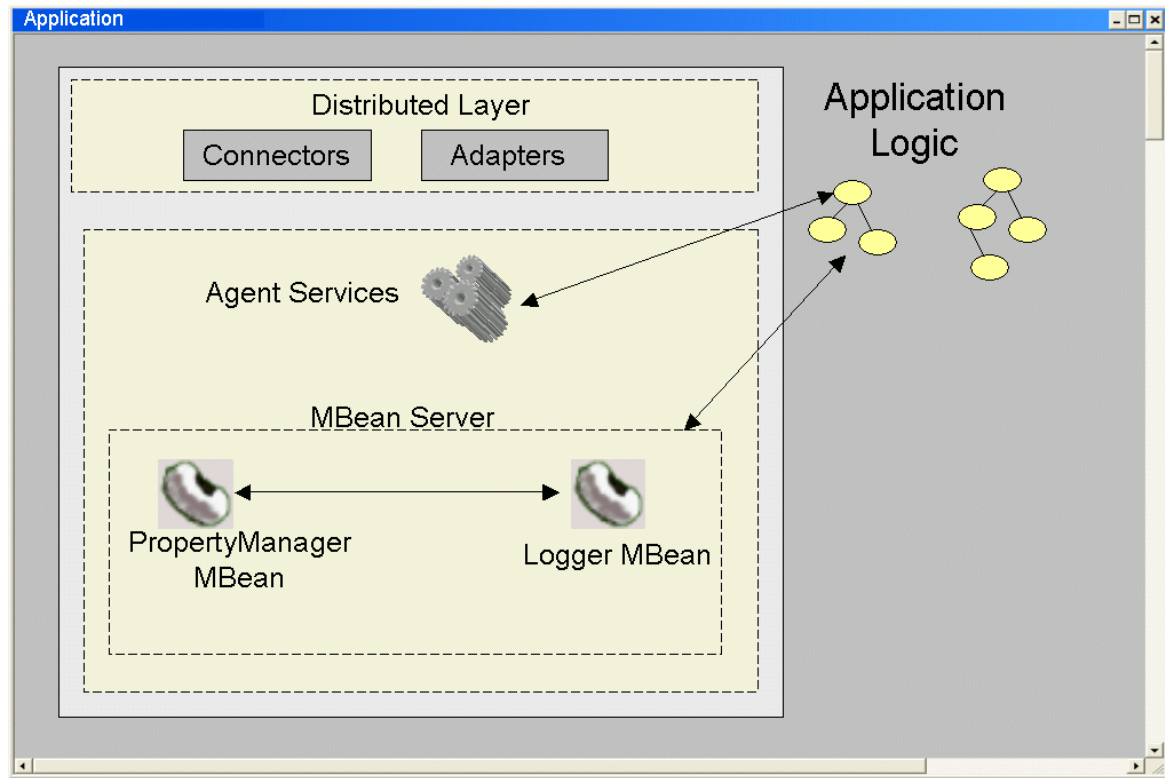 Application
Distributed Layer
Connectors
Adapters
Application
Logic
Agent Services
MBean Server
PropertyManager
MBean
Logger MBean